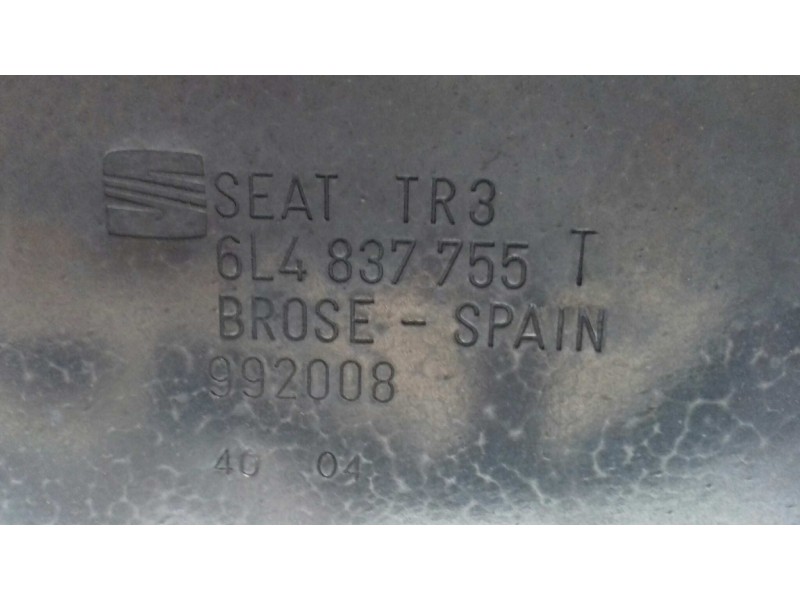 SEAT TR3
6L4 837 755 T
BROSE - SPAIN
992008
40 04